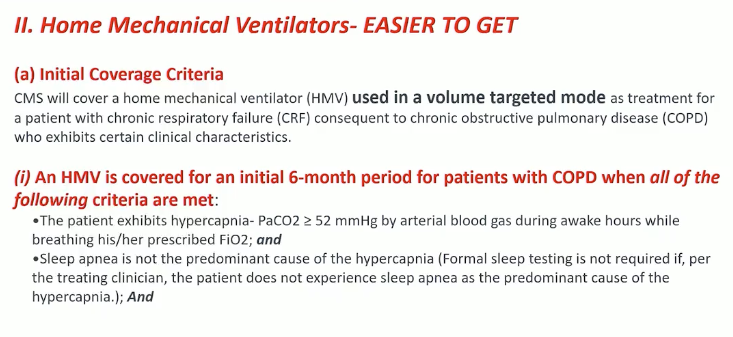 II. Home Mechanical Ventilators- EASIER TO GET
(a) Initial Coverage Criteria
CMS will cover a home mechanical ventilator (HMV) used in a volume targeted mode as treatment for
a patient with chronic respiratory failure (CRF) consequent to chronic obstructive pulmonary disease (COPD)
who exhibits certain clinical characteristics.
(i) An HMV is covered for an initial 6-month period for patients with COPD when all of the
following criteria are met:
•The patient exhibits hypercapnia- PaCO2 ≥ 52 mmHg by arterial blood gas during awake hours while
breathing his/her prescribed FiO2; and
•Sleep apnea is not the predominant cause of the hypercapnia (Formal sleep testing is not required if, per
the treating clinician, the patient does not experience sleep apnea as the predominant cause of the
hypercapnia.); And